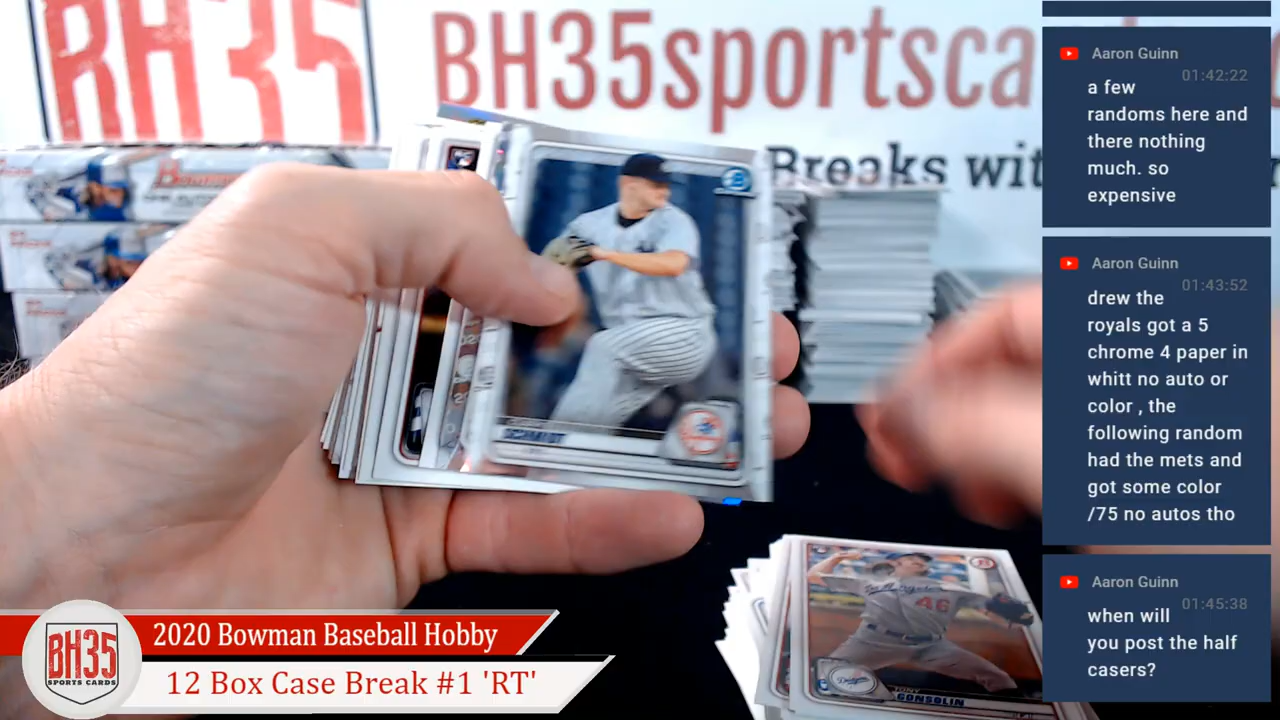 BH35
BH35sportsca
Breaks wit
Aaron Guinn
01:42:22
a few
randoms here and
there nothing
much. so
expensive
Aaron Guinn
01:43:52
drew the
royals got a 5
chrome 4 paper in
whitt no auto or
color , the
following random
had the mets and
got some color
/75 no autos tho
Aaron Guinn
01:45:38
when will
you post the half
casers?
SCHMIDT
46
Dodgers
TONY
GONSOLIN
BH35
SPORTS CARDS
2020 Bowman Baseball Hobby
12 Box Case Break #1 'RT'